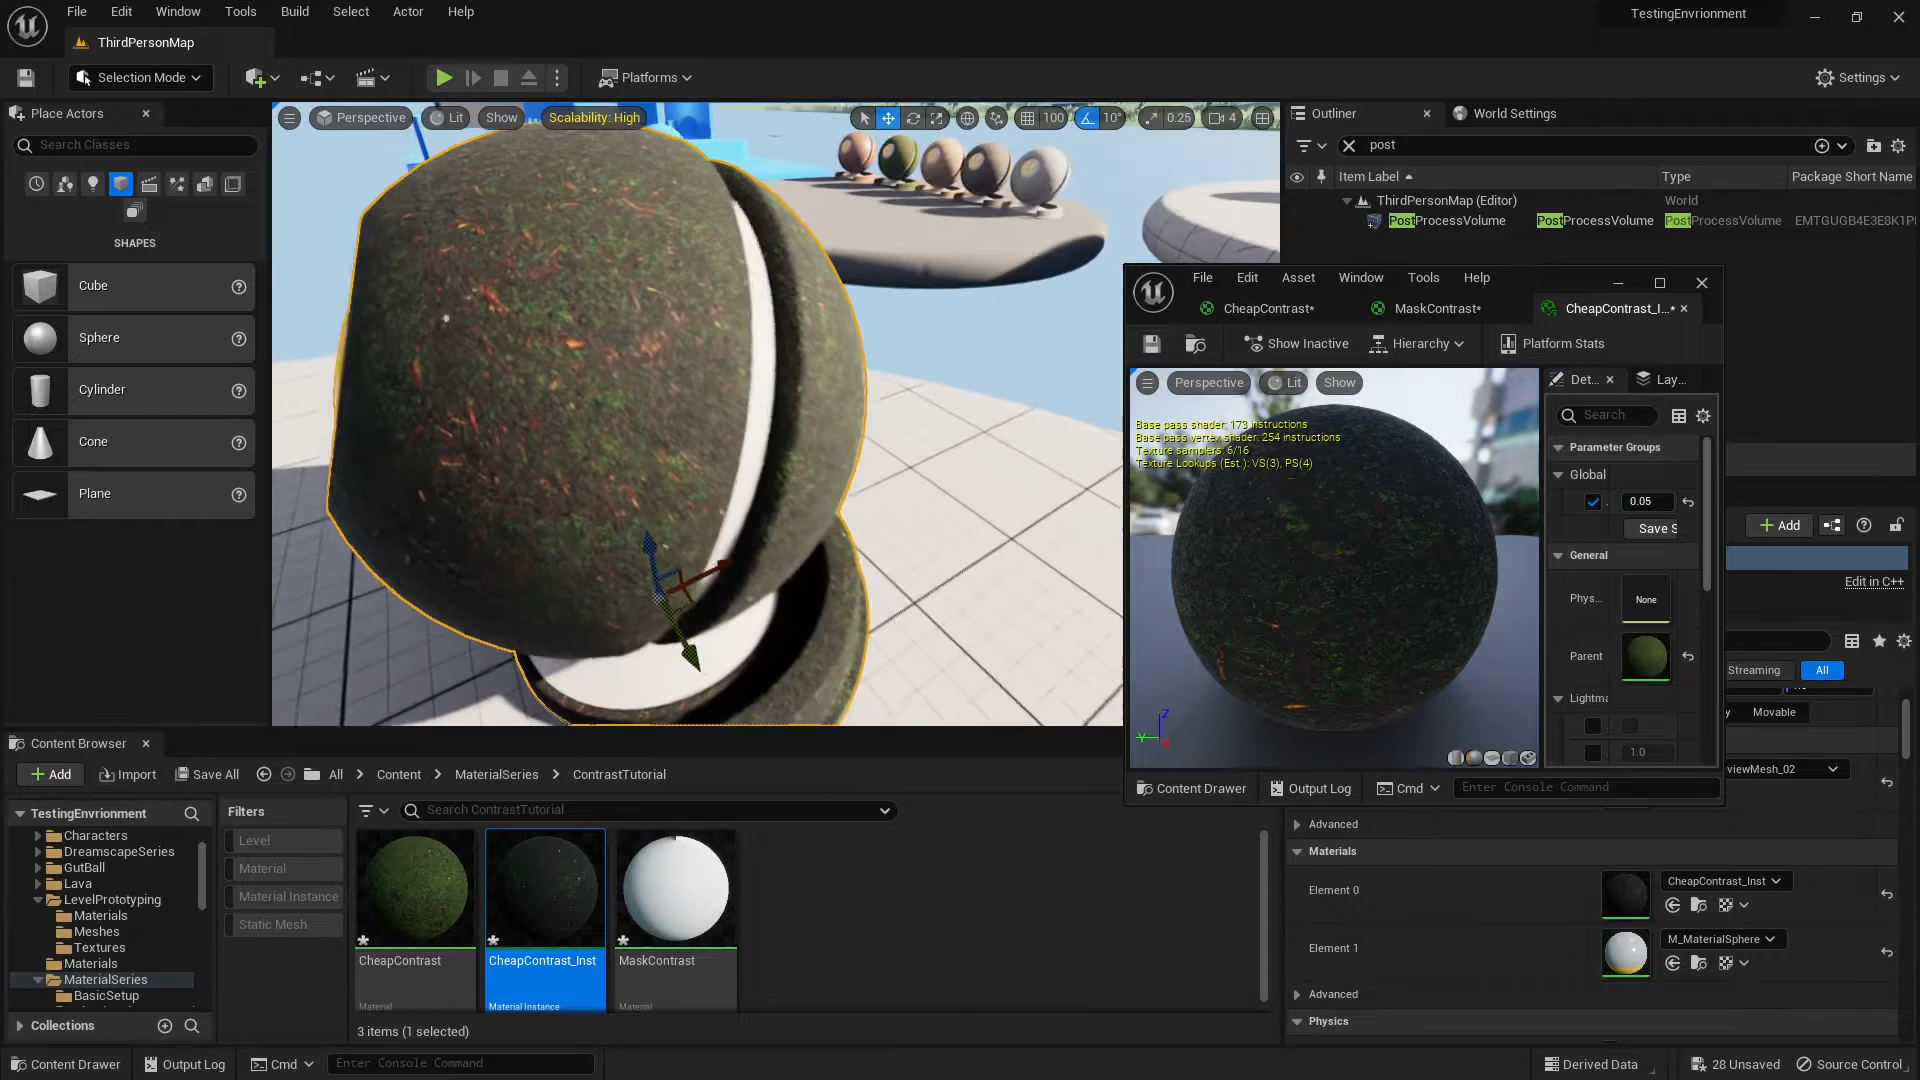 File Edit Window Tools Build Select Actor Help
TestingEnvrionment
ThirdPersonMap
Selection Mode
Platforms
Settings
Place Actors
Search Classes
SHAPES
Cube
Sphere
Cylinder
Cone
Plane
Perspective Lit Show Scalability: High
100 10° 0.25 4
Outliner World Settings
post
Item Label Type Package Short Name
ThirdPersonMap (Editor) World
PostProcessVolume PostProcessVolume PostProcessVolume EMTGUGB4E3E8K1P
File Edit Asset Window Tools Help
CheapContrast* MaskContrast* CheapContrast_I...*
Show Inactive Hierarchy Platform Stats
Perspective Lit Show
Base pass shader: 173 instructions
Base pass vertex shader: 254 instructions
Texture samplers: 6/16
Texture Lookups (Est.): VS(3), PS(4)
Z
Y
X
Det... Lay...
Search
Parameter Groups
Global
0.05
Save S
General
Phys... None
Parent
Lightma
1.0
Content Drawer Output Log Cmd Enter Console Command
Add
Edit in C++
Streaming All
y Movable
viewMesh_02
Advanced
Materials
Element 0 CheapContrast_Inst
Element 1 M_MaterialSphere
Advanced
Physics
Content Browser
Add Import Save All All Content MaterialSeries ContrastTutorial
TestingEnvrionment
Characters
DreamscapeSeries
GutBall
Lava
LevelPrototyping
Materials
Meshes
Textures
Materials
MaterialSeries
BasicSetup
Collections
Filters
Level
Material
Material Instance
Static Mesh
Search ContrastTutorial
CheapContrast
Material
CheapContrast_Inst
Material Instance
MaskContrast
Material
3 items (1 selected)
Content Drawer Output Log Cmd Enter Console Command
Derived Data 28 Unsaved Source Control